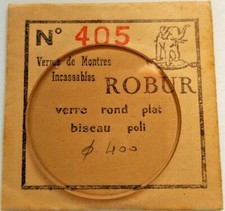 N° 405
Verres de Montres
Incassables
ROBUR
verre rond plat
biseau poli
φ 400